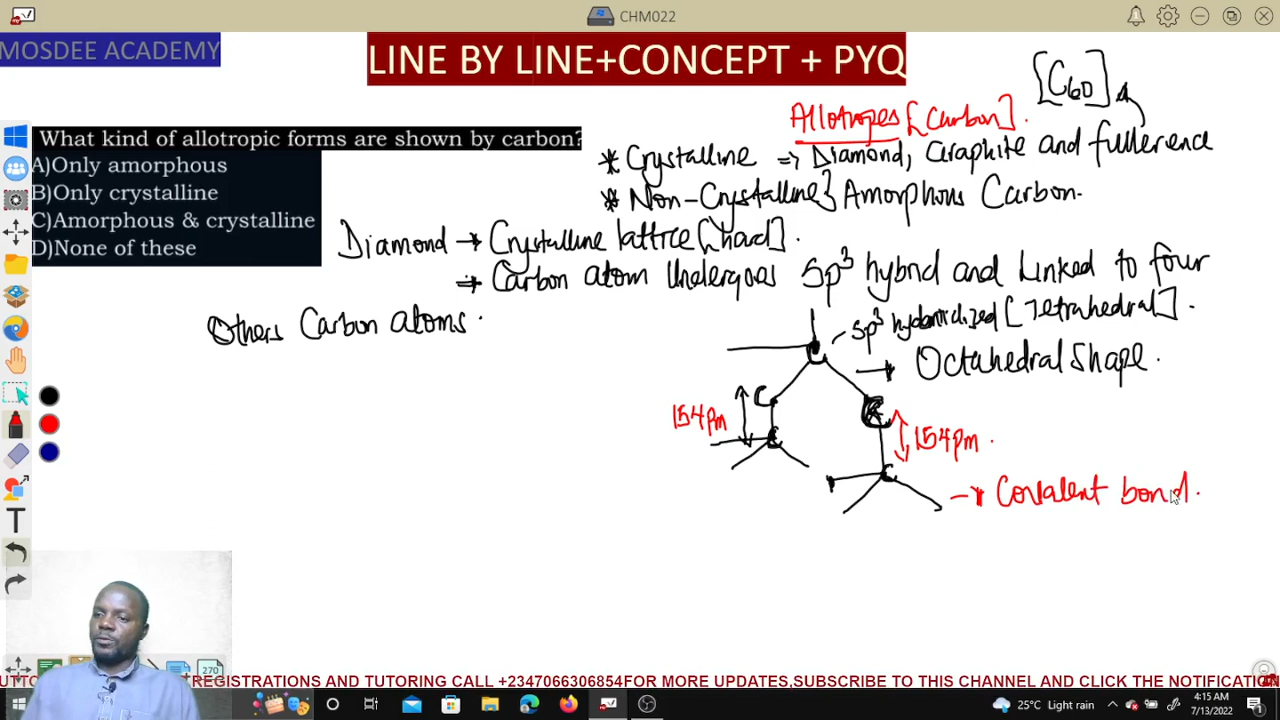 CHM022
MOSDEE ACADEMY
LINE BY LINE+CONCEPT + PYQ
[C60]
Allotropes [Carbon].
What kind of allotropic forms are shown by carbon?
A)Only amorphous
B)Only crystalline
C)Amorphous & crystalline
D)None of these
* Crystalline => Diamond, Graphite and fullerence
* Non-Crystalline} Amorphous Carbon.
Diamond → Crystalline lattice [hard].
→ Carbon atom Undergoes Sp3 hybrid and Linked to four
Others Carbon atoms.
Sp3 [Tetrahedral].
→ Octahedral Shape.
C
C
C
154pm
154pm.
C
C
→ Covalent bond.
T
270
REGISTRATIONS AND TUTORING CALL +2347066306854FOR MORE UPDATES,SUBSCRIBE TO THIS CHANNEL AND CLICK THE NOTIFICATION
25°C Light rain
4:15 AM
7/13/2022